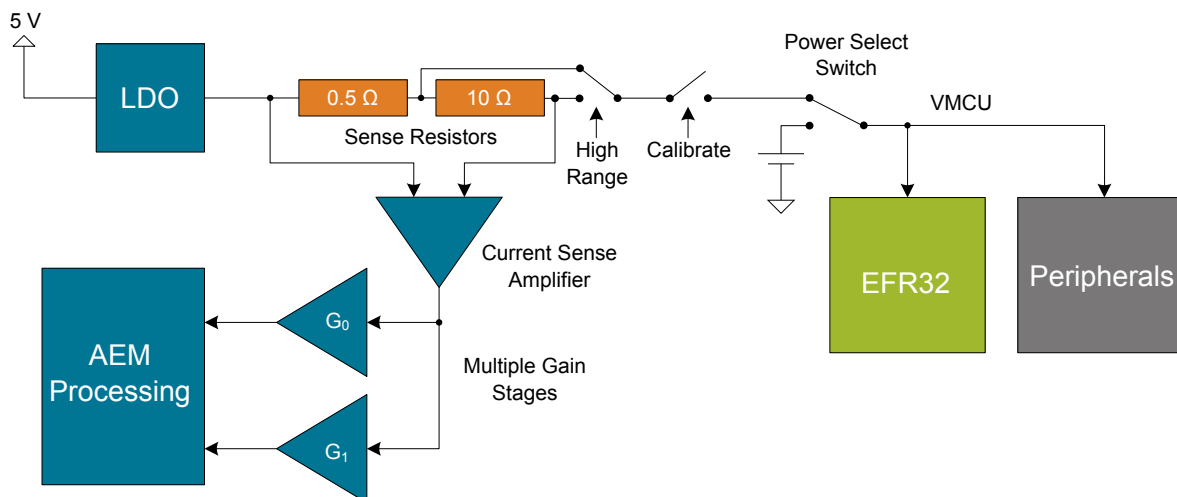 5 V
LDO
0.5 Ω
10 Ω
Sense Resistors
High
Range
Calibrate
Power Select
Switch
VMCU
Current Sense
Amplifier
EFR32
Peripherals
G0
AEM
Processing
Multiple Gain
Stages
G1